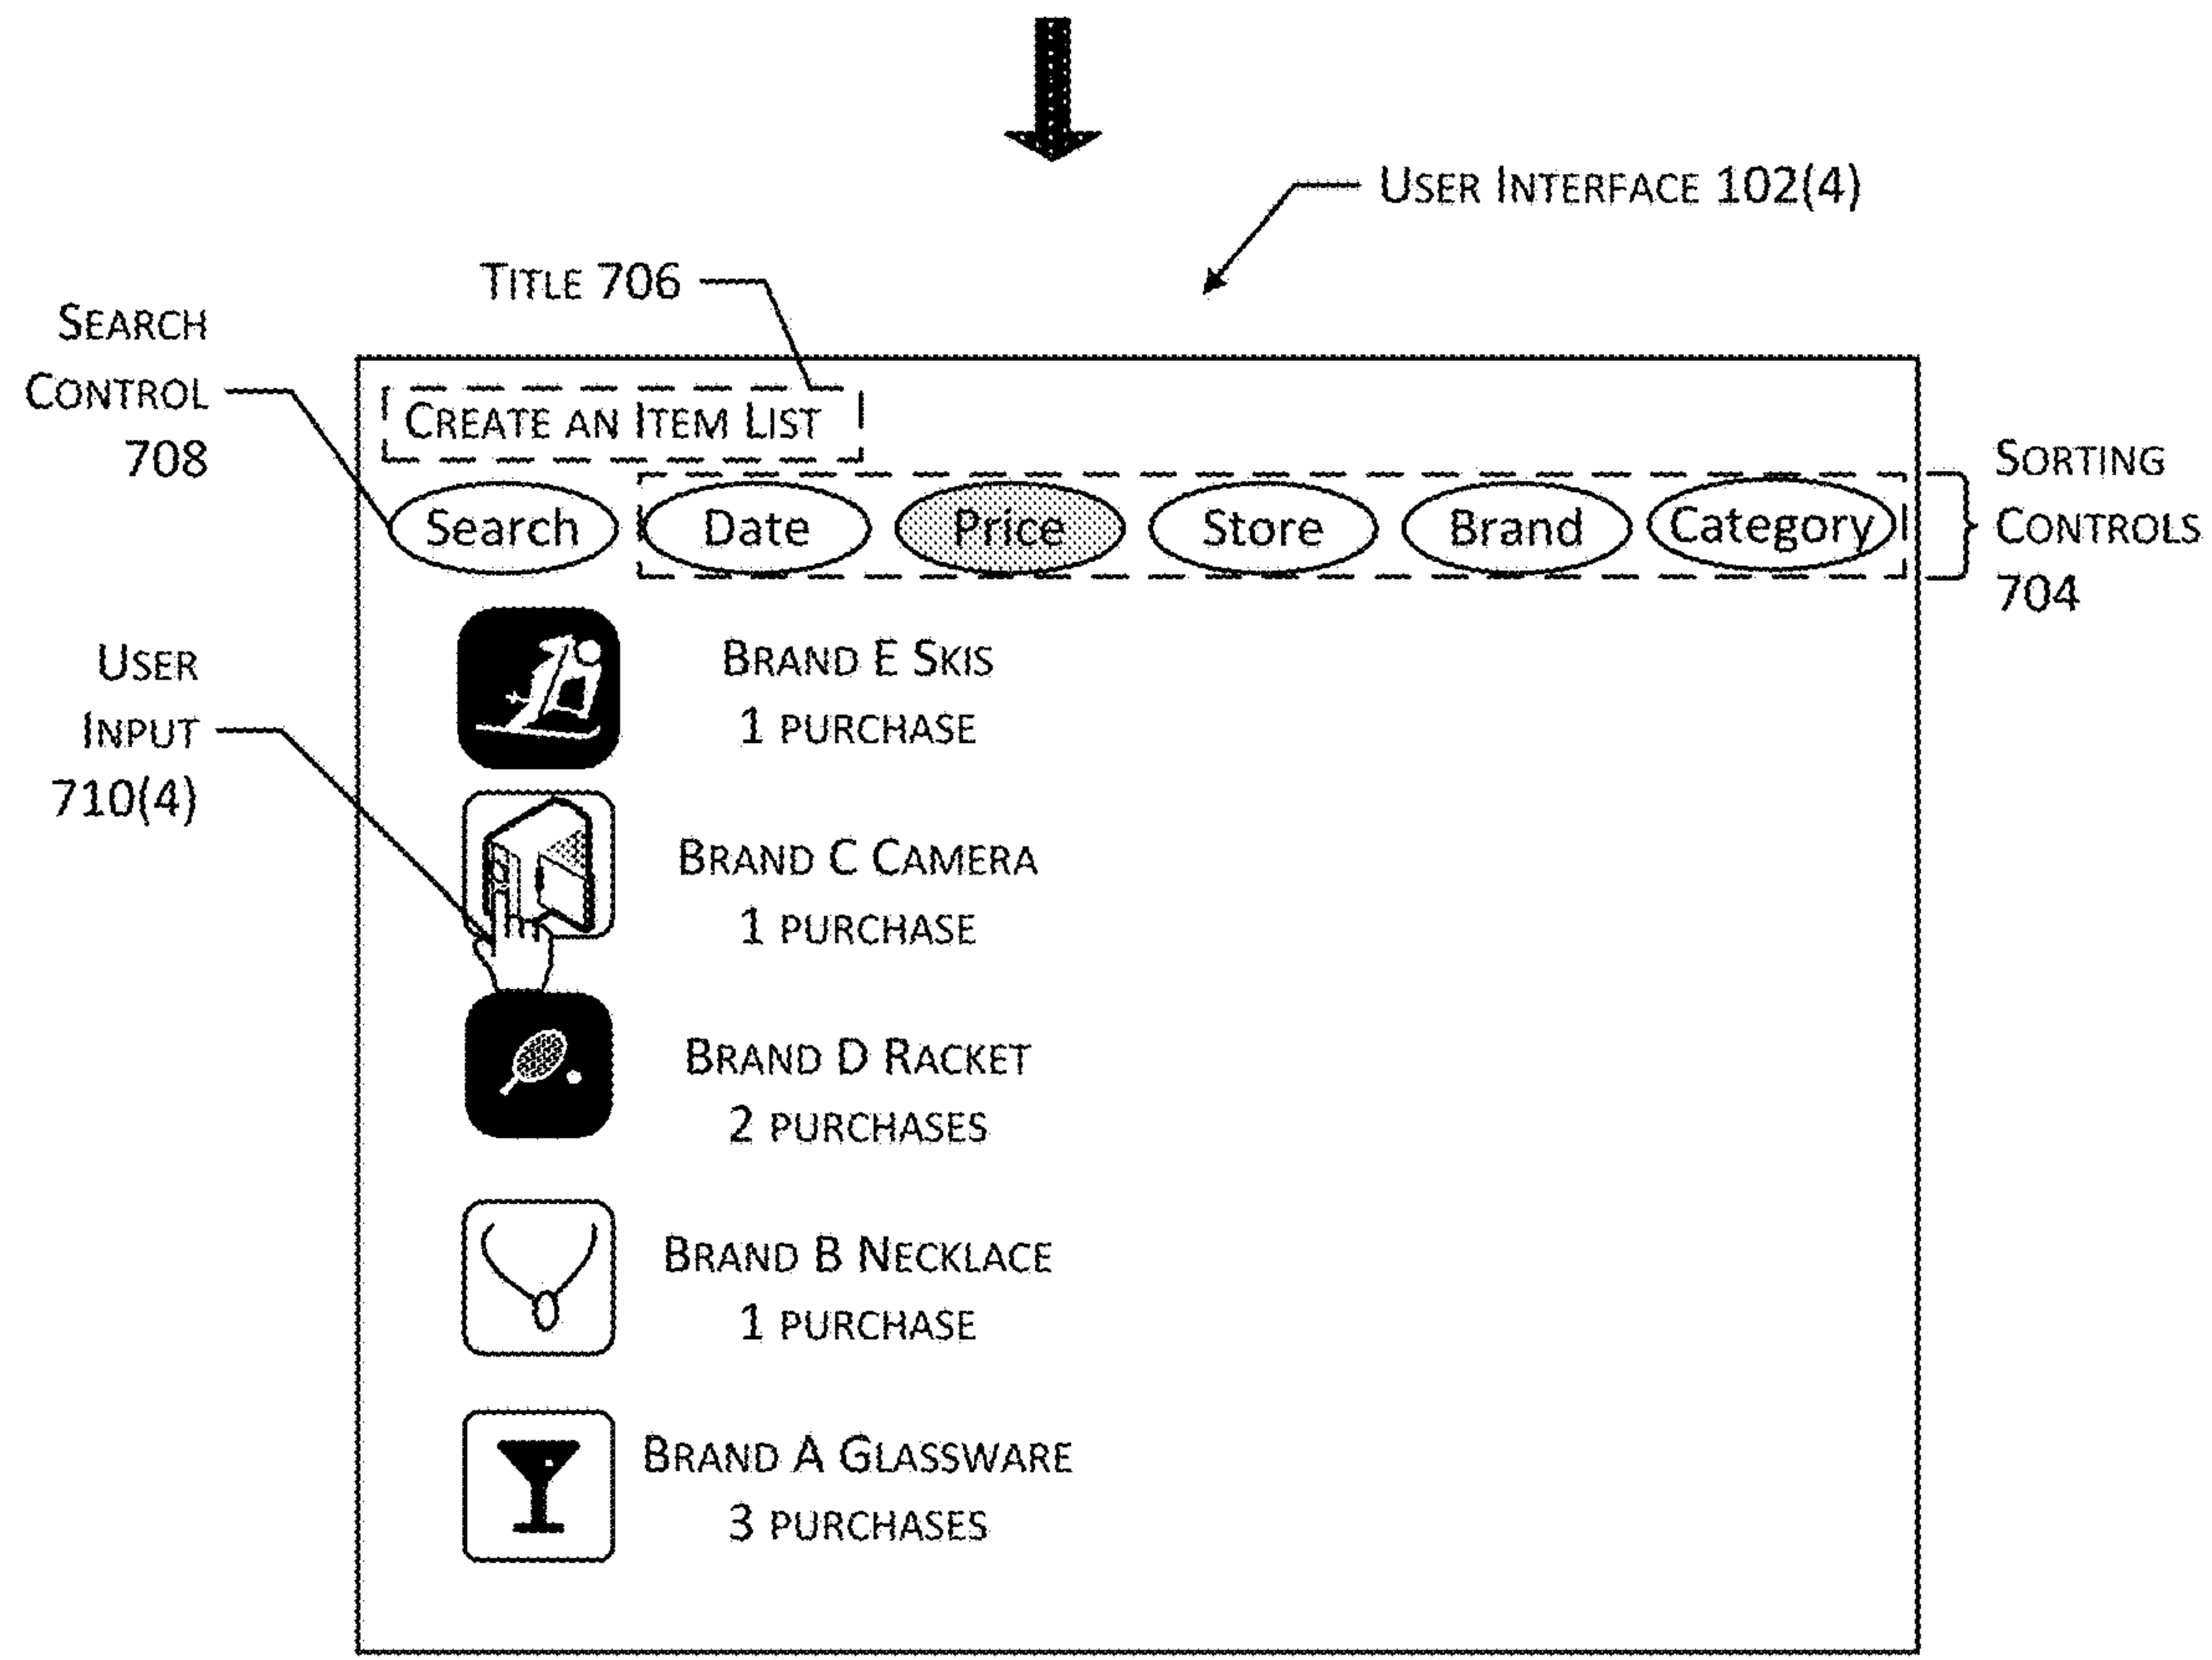 USER INTERFACE 102(4)
TITLE 706
SEARCH
CONTROL
708
CREATE AN ITEM LIST
SORTING
CONTROLS
704
Search
Date
Price
Store
Brand
Category
USER
INPUT
710(4)
BRAND E SKIS
1 PURCHASE
BRAND C CAMERA
1 PURCHASE
BRAND D RACKET
2 PURCHASES
BRAND B NECKLACE
1 PURCHASE
BRAND A GLASSWARE
3 PURCHASES